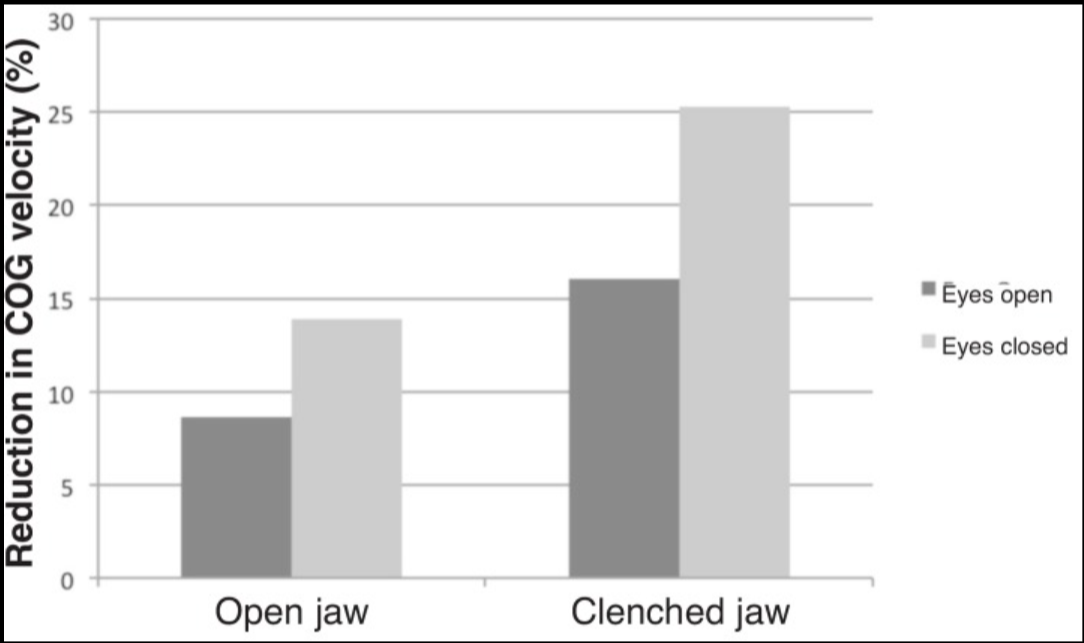 Reduction in COG velocity (%)
30
25
20
15
10
5
0
Open jaw
Clenched jaw
Eyes open
Eyes closed